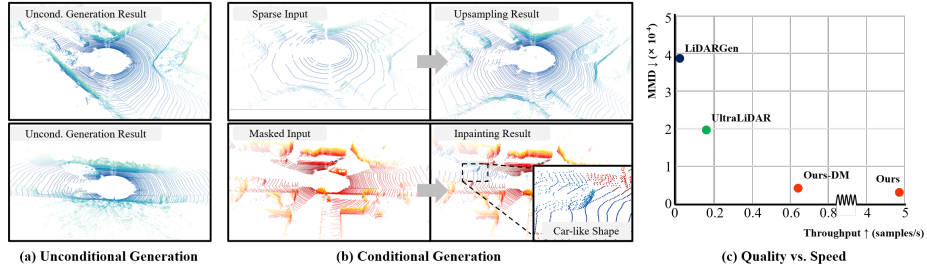 Uncond. Generation Result
Uncond. Generation Result
(a) Unconditional Generation
Sparse Input
Upsampling Result
Masked Input
Inpainting Result
Car-like Shape
(b) Conditional Generation
MMD ↓ (× 10⁻⁴)
5
4
3
2
1
0
LiDARGen
UltraLiDAR
Ours-DM
Ours
0
0.2
0.4
0.6
4
5
Throughput ↑ (samples/s)
(c) Quality vs. Speed